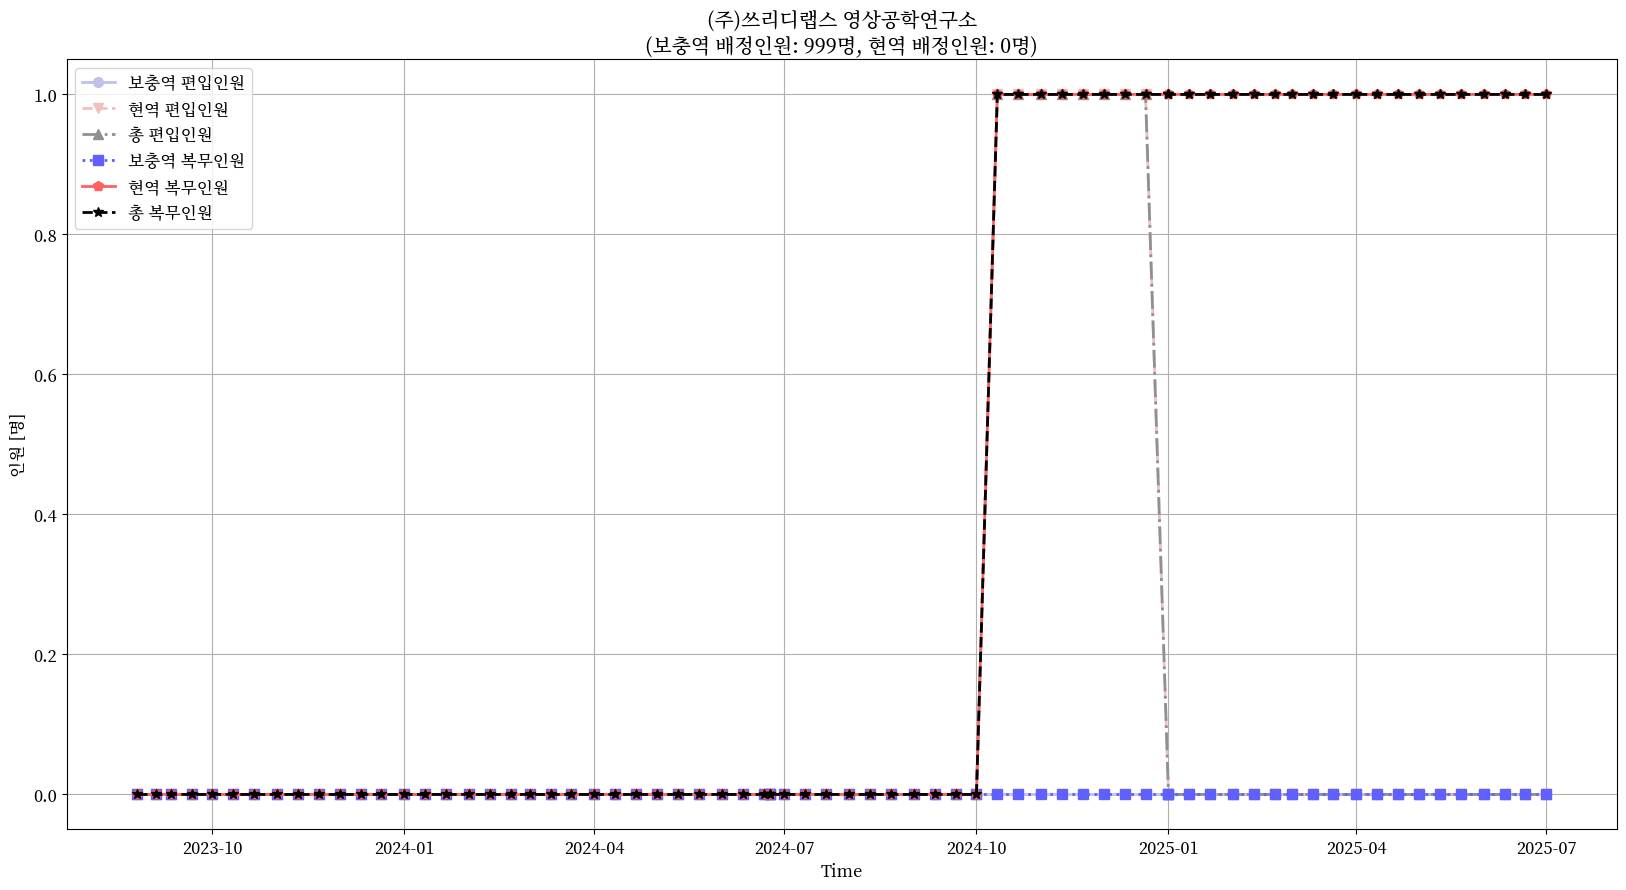 (주)쓰리디랩스 영상공학연구소
(보충역 배정인원: 999명, 현역 배정인원: 0명)
보충역 편입인원
현역 편입인원
총 편입인원
보충역 복무인원
현역 복무인원
총 복무인원
인원 [명]
1.0
0.8
0.6
0.4
0.2
0.0
2023-10
2024-01
2024-04
2024-07
2024-10
2025-01
2025-04
2025-07
Time